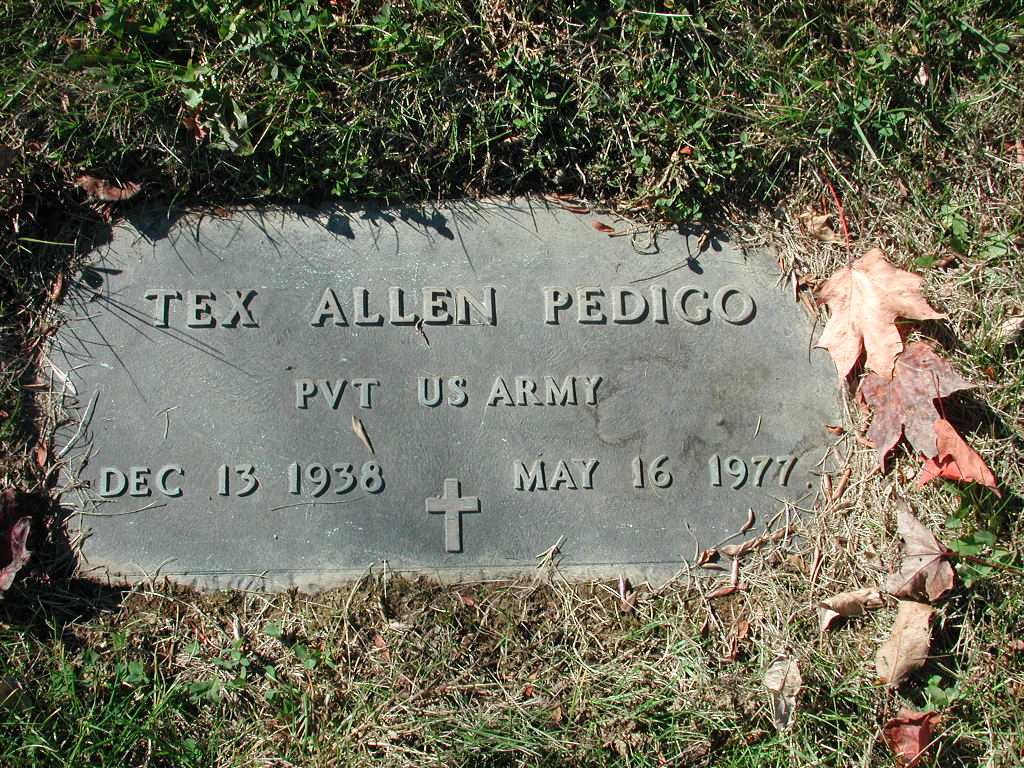 TEX ALLEN PEDIGO
PVT US ARMY
DEC 13 1938 MAY 16 1977